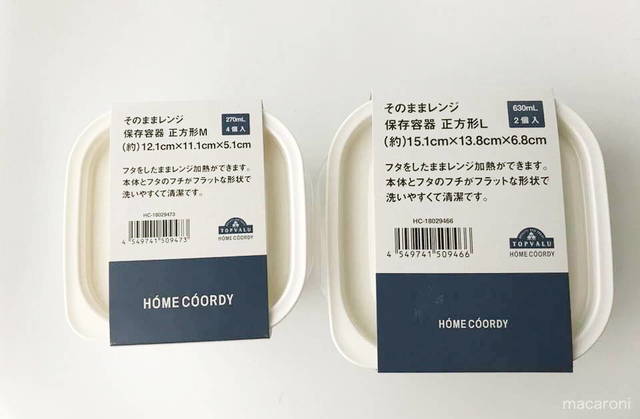 そのままレンジ
保存容器 正方形M
270mL
4個入
(約)12.1cm×11.1cm×5.1cm
フタをしたままレンジ加熱ができます。
本体とフタのフチがフラットな形状で
洗いやすくて清潔です。
HC-18029473
4 549741 509473
TOPVALU
HÓME CÓORDY
HÓME CÓORDY
そのままレンジ
保存容器 正方形L
630mL
2個入
(約)15.1cm×13.8cm×6.8cm
フタをしたままレンジ加熱ができます。
本体とフタのフチがフラットな形状で
洗いやすくて清潔です。
HC-18029466
4 549741 509466
TOPVALU
HÓME CÓORDY
HÓME CÓORDY
macaroni